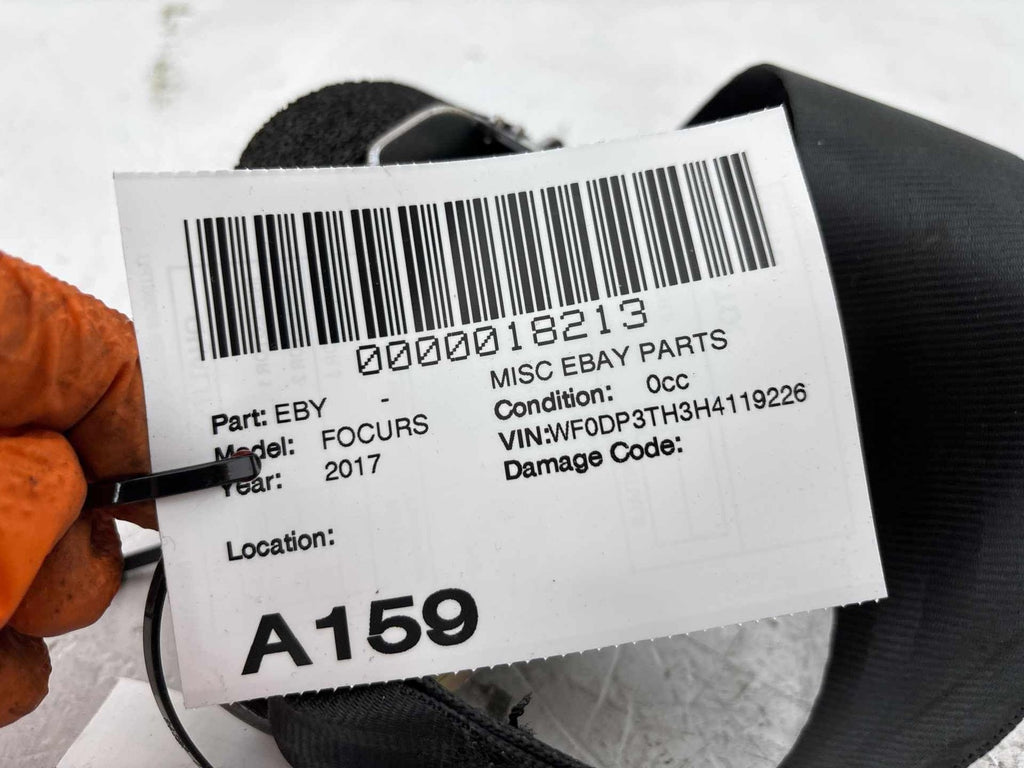 0000018213
MISC EBAY PARTS
Part: EBY -
Condition: 0cc
Model: FOCURS
VIN:WF0DP3TH3H4119226
Year: 2017
Damage Code:
Location:
A159